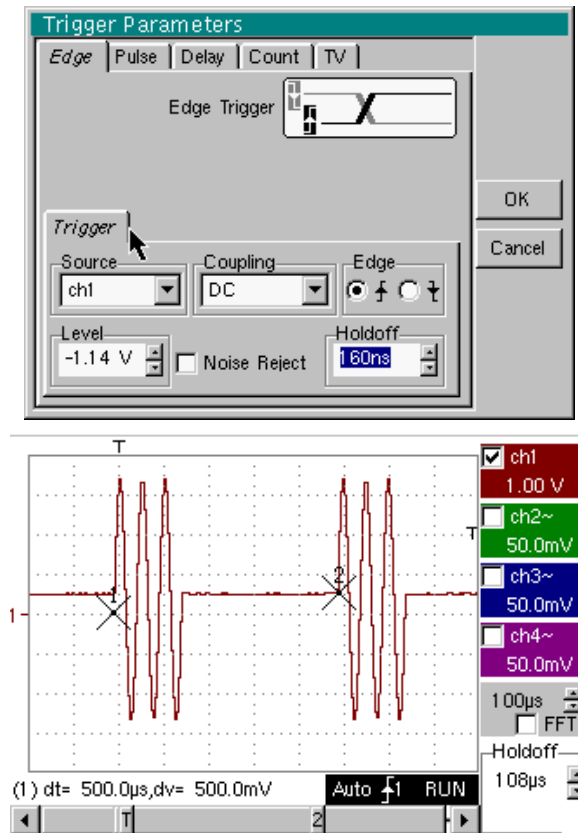 Trigger Parameters
Edge Pulse Delay Count TV
Edge Trigger
OK
Cancel
Trigger
Source Coupling Edge
ch1 DC
Level Holdoff
-1.14 V Noise Reject 160ns
T
ch1
1.00 V
ch2~
50.0mV
T
ch3~
50.0mV
ch4~
50.0mV
1
2
1-
100µs
FFT
Holdoff
108µs
(1) dt= 500.0µs,dv= 500.0mV Auto 1 RUN
T 2